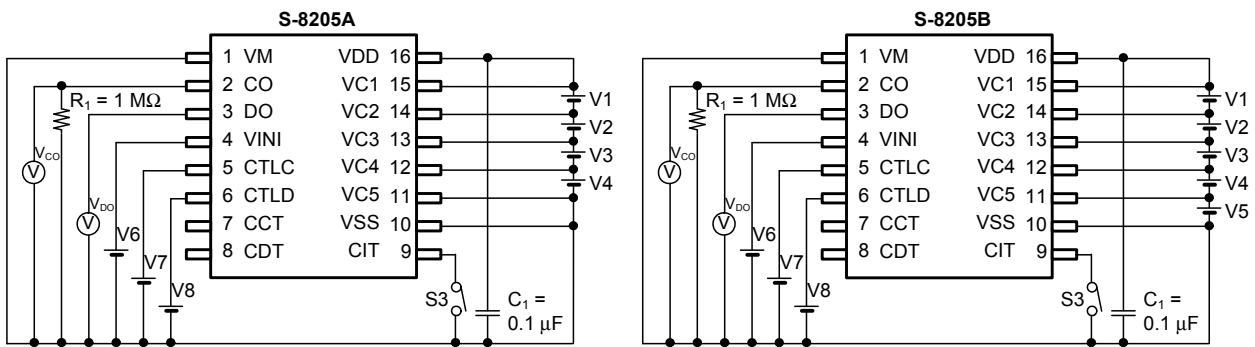 S-8205A
1 VM
2 CO
3 DO
4 VINI
5 CTLC
6 CTLD
7 CCT
8 CDT
VDD 16
VC1 15
VC2 14
VC3 13
VC4 12
VC5 11
VSS 10
CIT 9
R₁ = 1 MΩ
V_CO
V
V_DO
V
V6
V7
V8
V1
V2
V3
V4
S3
C₁ =
0.1 μF
S-8205B
1 VM
2 CO
3 DO
4 VINI
5 CTLC
6 CTLD
7 CCT
8 CDT
VDD 16
VC1 15
VC2 14
VC3 13
VC4 12
VC5 11
VSS 10
CIT 9
R₁ = 1 MΩ
V_CO
V
V_DO
V
V6
V7
V8
V1
V2
V3
V4
V5
S3
C₁ =
0.1 μF